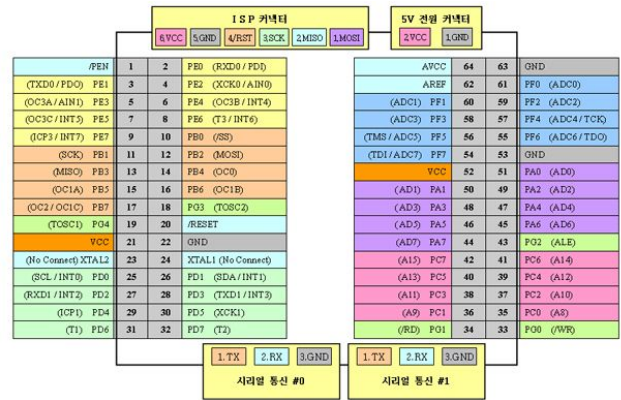 ISP 커넥터
5V 전원 커넥터
6.VCC 5.GND 4./RST 3.SCK 2.MISO 1.MOSI
2.VCC 1.GND
/PEN 1 2 PE0 (RXD0 / PDI)
(TXD0 / PDO) PE1 3 4 PE2 (XCK0 / AIN0)
(OC3A / AIN1) PE3 5 6 PE4 (OC3B / INT4)
(OC3C / INT5) PE5 7 8 PE6 (T3 / INT6)
(ICP3 / INT7) PE7 9 10 PB0 (/SS)
(SCK) PB1 11 12 PB2 (MOSI)
(MISO) PB3 13 14 PB4 (OC0)
(OC1A) PB5 15 16 PB6 (OC1B)
(OC2 / OC1C) PB7 17 18 PG3 (TOSC2)
(TOSC1) PG4 19 20 /RESET
VCC 21 22 GND
(No Connect) XTAL2 23 24 XTAL1 (No Connect)
(SCL / INT0) PD0 25 26 PD1 (SDA / INT1)
(RXD1 / INT2) PD2 27 28 PD3 (TXD1 / INT3)
(ICP1) PD4 29 30 PD5 (XCK1)
(T1) PD6 31 32 PD7 (T2)
AVCC 64 63 GND
AREF 62 61 PF0 (ADC0)
(ADC1) PF1 60 59 PF2 (ADC2)
(ADC3) PF3 58 57 PF4 (ADC4 / TCK)
(TMS / ADC5) PF5 56 55 PF6 (ADC6 / TDO)
(TDI / ADC7) PF7 54 53 GND
VCC 52 51 PA0 (AD0)
(AD1) PA1 50 49 PA2 (AD2)
(AD3) PA3 48 47 PA4 (AD4)
(AD5) PA5 46 45 PA6 (AD6)
(AD7) PA7 44 43 PG2 (ALE)
(A15) PC7 42 41 PC6 (A14)
(A13) PC5 40 39 PC4 (A12)
(A11) PC3 38 37 PC2 (A10)
(A9) PC1 36 35 PC0 (A8)
(/RD) PG1 34 33 PG0 (/WR)
1.TX 2.RX 3.GND
시리얼 통신 #0
1.TX 2.RX 3.GND
시리얼 통신 #1